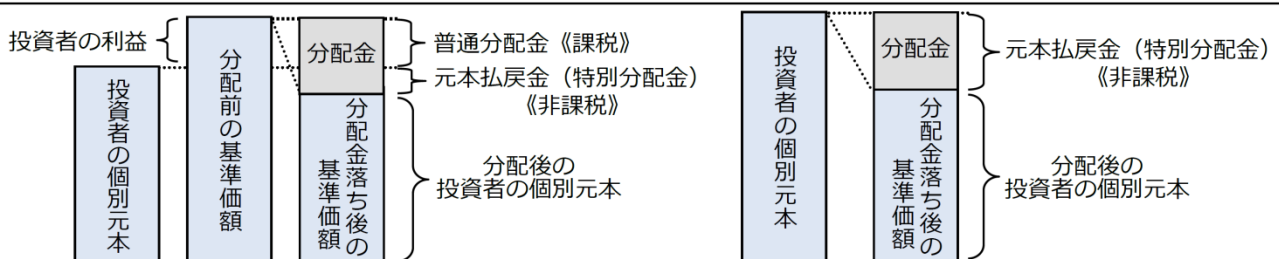 投資者の利益
投資者の個別元本
分配前の基準価額
分配金
分配金落ち後の
基準価額
普通分配金《課税》
元本払戻金（特別分配金）
《非課税》
分配後の
投資者の個別元本
投資者の個別元本
分配金
分配金落ち後の
基準価額
元本払戻金（特別分配金）
《非課税》
分配後の
投資者の個別元本